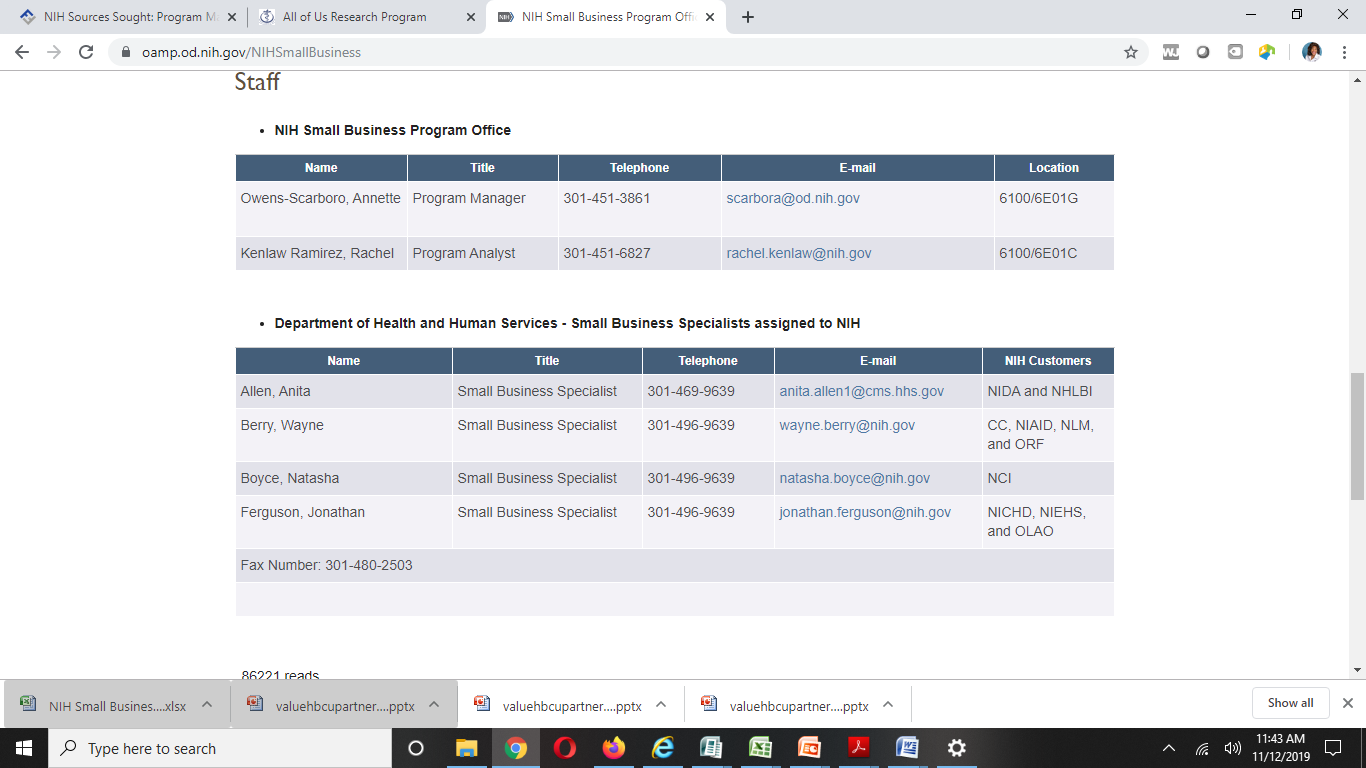 NIH Sources Sought: Program Ma
All of Us Research Program
NIH Small Business Program Offi
oamp.od.nih.gov/NIHSmallBusiness
Staff
• NIH Small Business Program Office
Name Title Telephone E-mail Location
Owens-Scarboro, Annette Program Manager 301-451-3861 scarbora@od.nih.gov 6100/6E01G
Kenlaw Ramirez, Rachel Program Analyst 301-451-6827 rachel.kenlaw@nih.gov 6100/6E01C
• Department of Health and Human Services - Small Business Specialists assigned to NIH
Name Title Telephone E-mail NIH Customers
Allen, Anita Small Business Specialist 301-469-9639 anita.allen1@cms.hhs.gov NIDA and NHLBI
Berry, Wayne Small Business Specialist 301-496-9639 wayne.berry@nih.gov CC, NIAID, NLM,
and ORF
Boyce, Natasha Small Business Specialist 301-496-9639 natasha.boyce@nih.gov NCI
Ferguson, Jonathan Small Business Specialist 301-496-9639 jonathan.ferguson@nih.gov NICHD, NIEHS,
and OLAO
Fax Number: 301-480-2503
86221 reads
NIH Small Busines....xlsx
valuehbcupartner....pptx
valuehbcupartner....pptx
valuehbcupartner....pptx
Show all
Type here to search
11:43 AM
11/12/2019